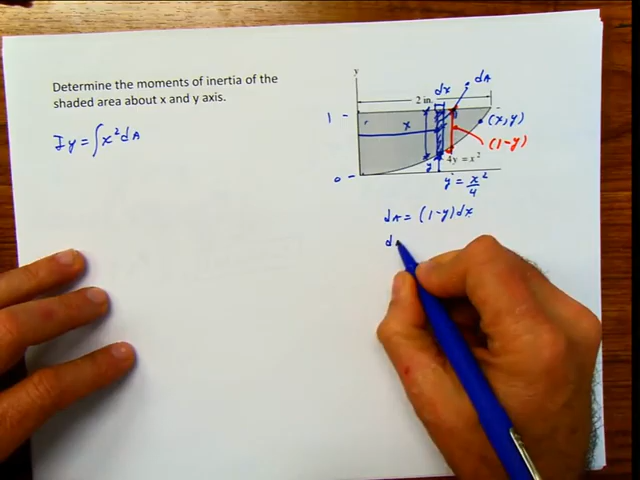 Determine the moments of inertia of the
shaded area about x and y axis.
Iy = ∫x²dA
y
dx
dA
2 in.
1
x
(x,y)
(1-y)
y
4y = x²
0
y = x²/4
dA = (1-y)dx
dA